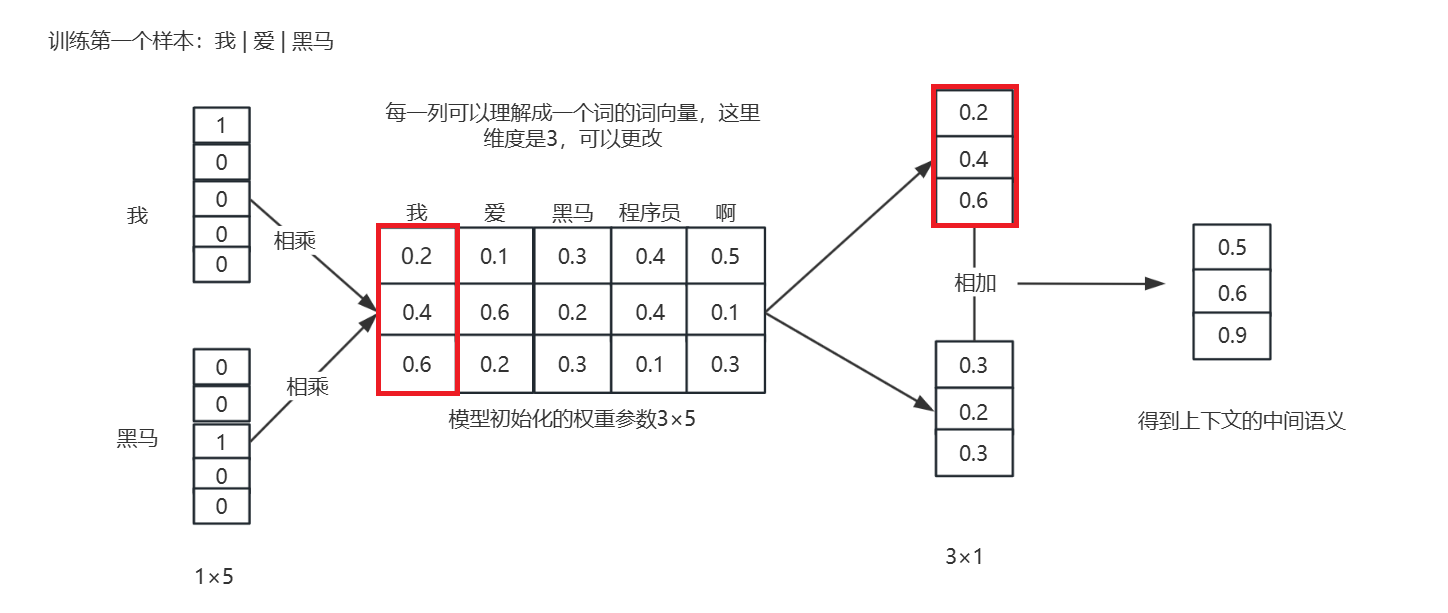 训练第一个样本：我 | 爱 | 黑马
每一列可以理解成一个词的词向量，这里
维度是3，可以更改
我
1
0
0
0
0
相乘
黑马
0
0
1
0
0
相乘
1×5
我 爱 黑马 程序员 啊
0.2 0.1 0.3 0.4 0.5
0.4 0.6 0.2 0.4 0.1
0.6 0.2 0.3 0.1 0.3
模型初始化的权重参数3×5
0.2
0.4
0.6
相加
0.3
0.2
0.3
3×1
0.5
0.6
0.9
得到上下文的中间语义